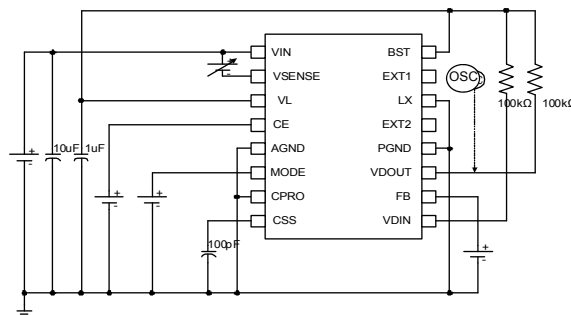 VIN
VSENSE
VL
CE
AGND
MODE
CPRO
CSS
BST
EXT1
LX
EXT2
PGND
VDOUT
FB
VDIN
OSC
10uF
1uF
100pF
100kΩ
100kΩ
+
-
+
-
+
-
+
-
+
-